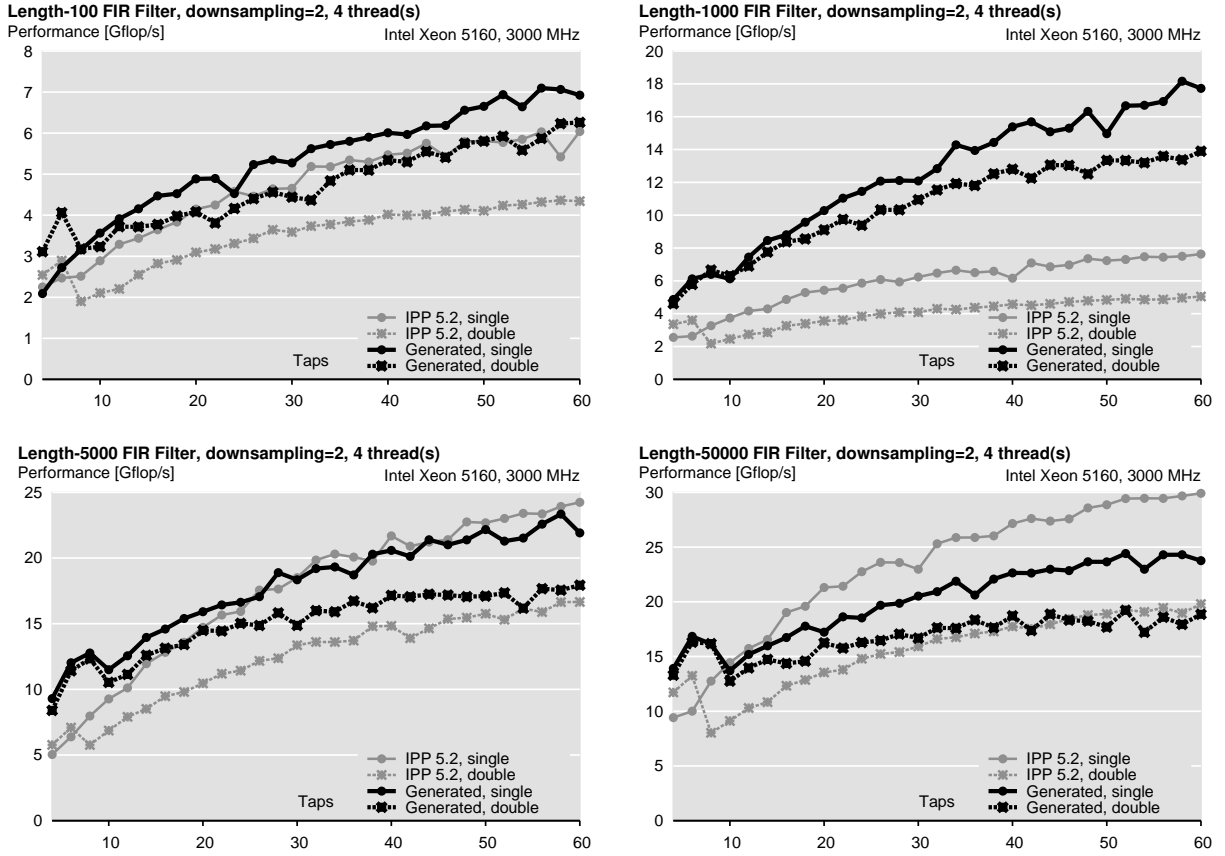 Length-100 FIR Filter, downsampling=2, 4 thread(s)
Performance [Gflop/s]
Intel Xeon 5160, 3000 MHz
8
7
6
5
4
3
2
1
0
IPP 5.2, single
IPP 5.2, double
Generated, single
Generated, double
Taps
10
20
30
40
50
60
Length-1000 FIR Filter, downsampling=2, 4 thread(s)
Performance [Gflop/s]
Intel Xeon 5160, 3000 MHz
20
18
16
14
12
10
8
6
4
2
0
IPP 5.2, single
IPP 5.2, double
Generated, single
Generated, double
Taps
10
20
30
40
50
60
Length-5000 FIR Filter, downsampling=2, 4 thread(s)
Performance [Gflop/s]
Intel Xeon 5160, 3000 MHz
25
20
15
10
5
0
IPP 5.2, single
IPP 5.2, double
Generated, single
Generated, double
Taps
10
20
30
40
50
60
Length-50000 FIR Filter, downsampling=2, 4 thread(s)
Performance [Gflop/s]
Intel Xeon 5160, 3000 MHz
30
25
20
15
10
5
0
IPP 5.2, single
IPP 5.2, double
Generated, single
Generated, double
Taps
10
20
30
40
50
60